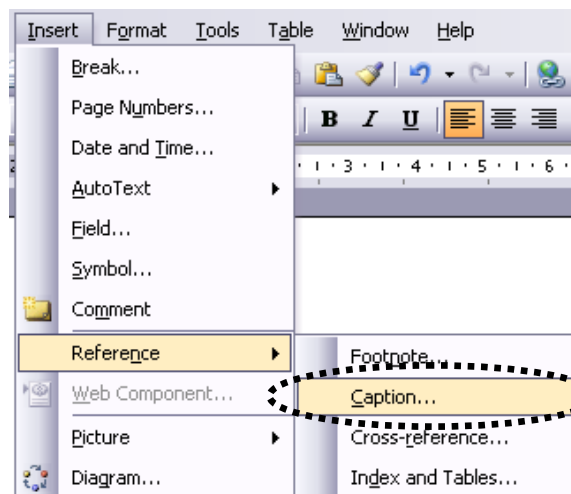 Insert Format Tools Table Window Help
Break...
Page Numbers...
B I U
Date and Time...
3 4 5 6
AutoText
Field...
Symbol...
Comment
Reference
Footnote...
Web Component...
Caption...
Picture
Cross-reference...
Diagram...
Index and Tables...